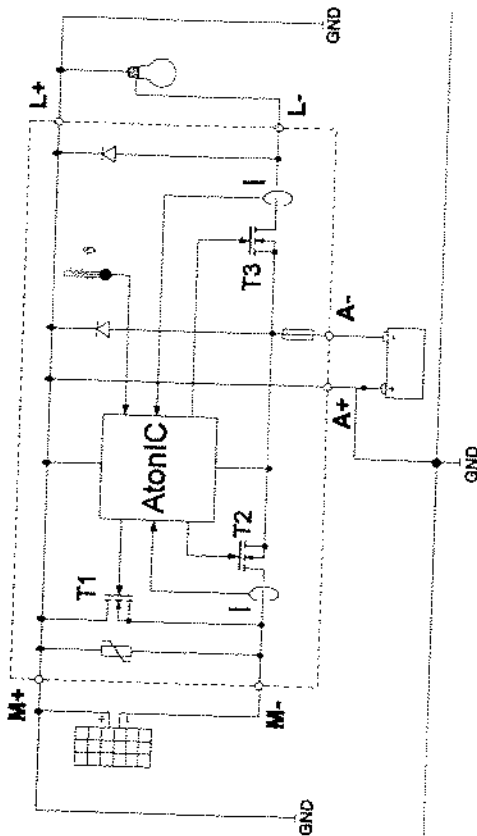 GND
L+
L-
I
ϑ
T3
A-
A+
AtonIC
GND
T2
T1
I
M+
M-
GND